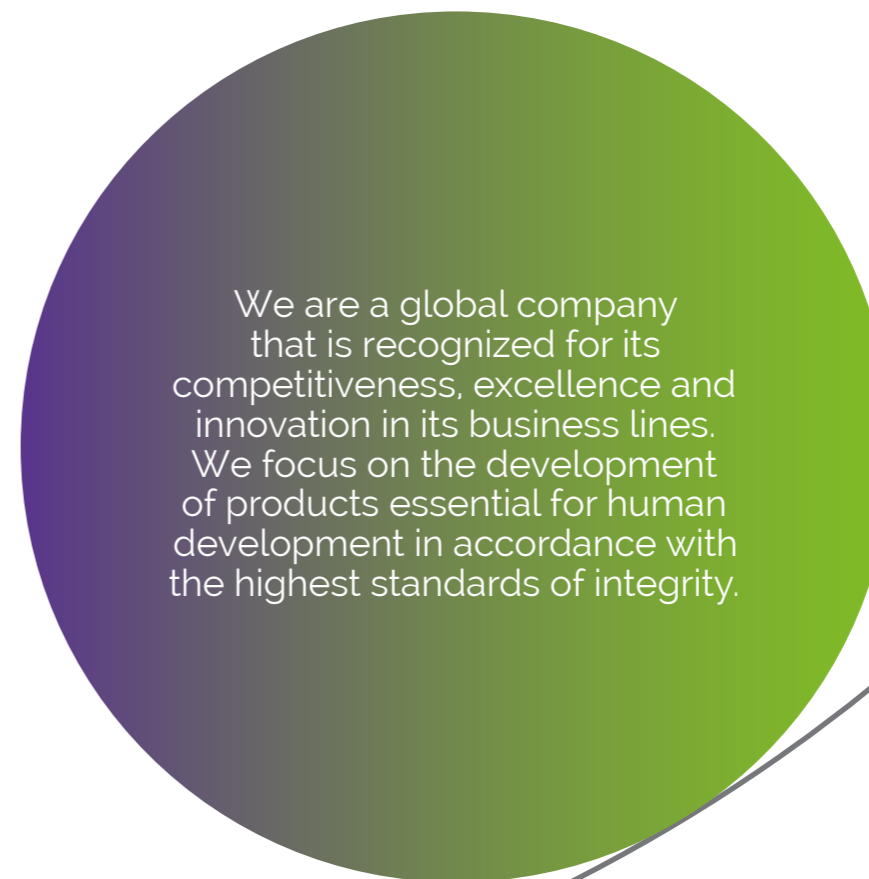 We are a global company
that is recognized for its
competitiveness, excellence and
innovation in its business lines.
We focus on the development
of products essential for human
development in accordance with
the highest standards of integrity.